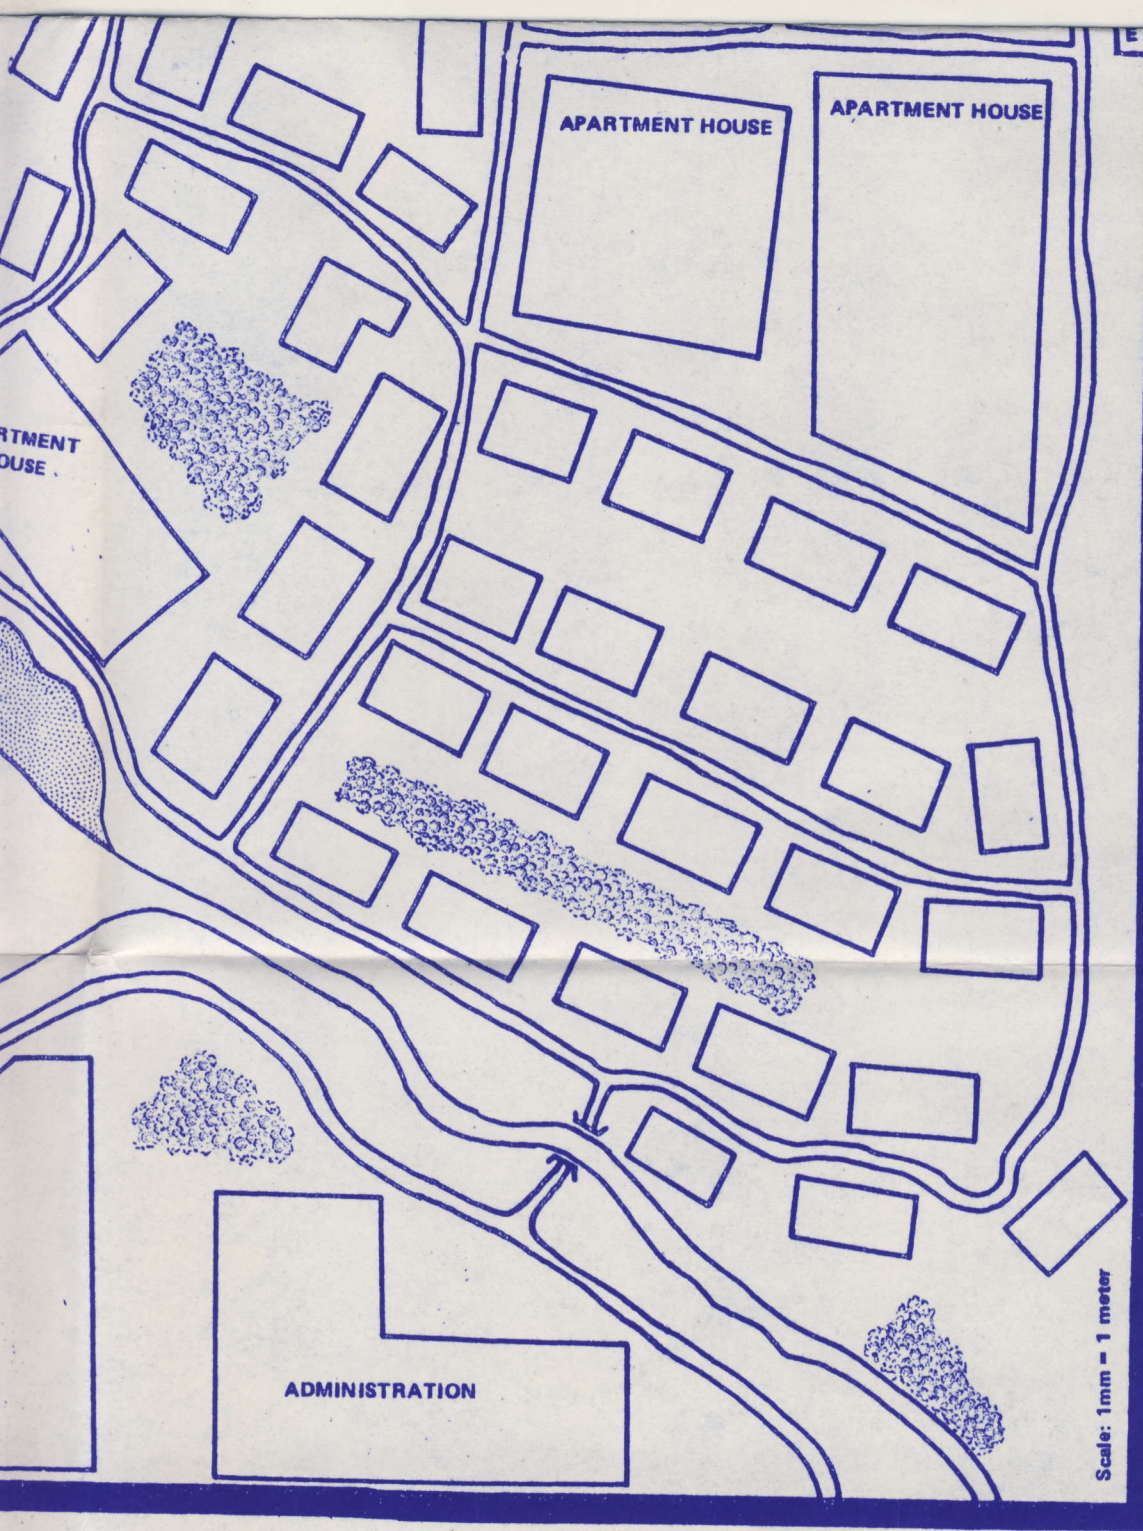 E
APARTMENT HOUSE
APARTMENT HOUSE
RTMENT
OUSE
ADMINISTRATION
Scale: 1mm = 1 meter